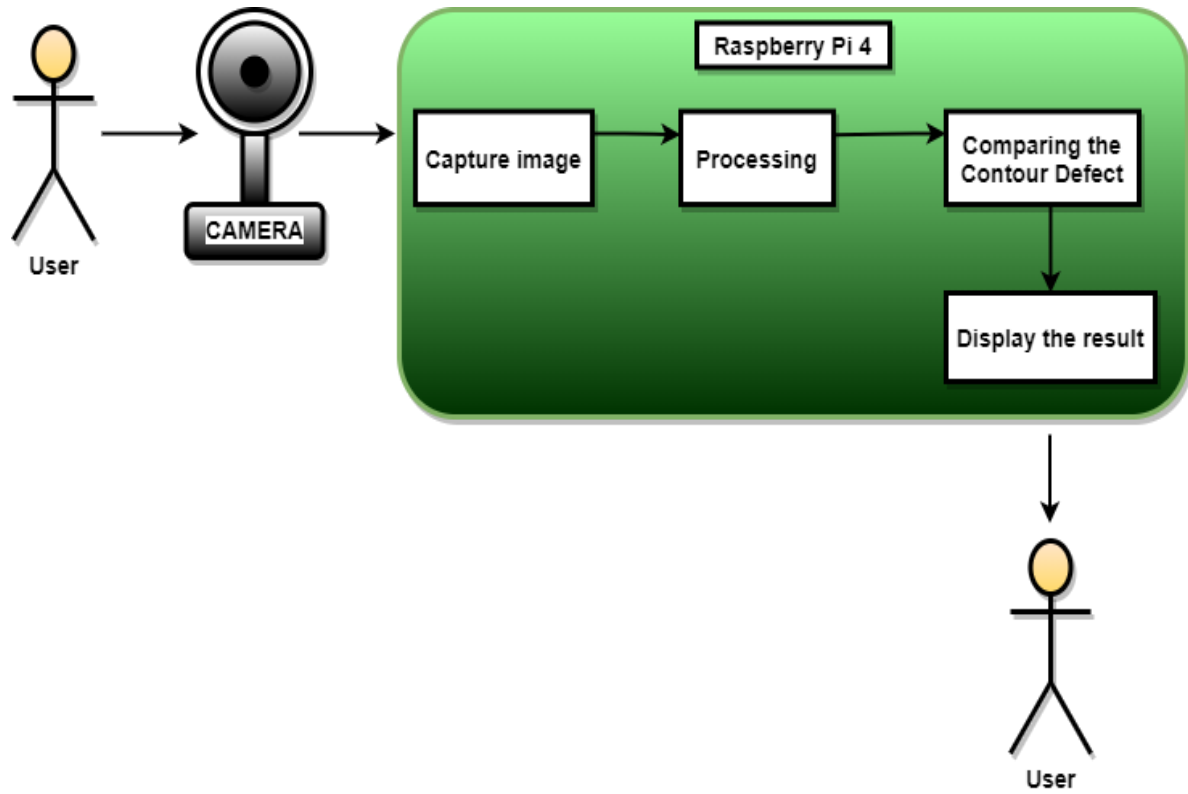 Raspberry Pi 4
Capture image
Processing
Comparing the
Contour Defect
CAMERA
User
Display the result
User